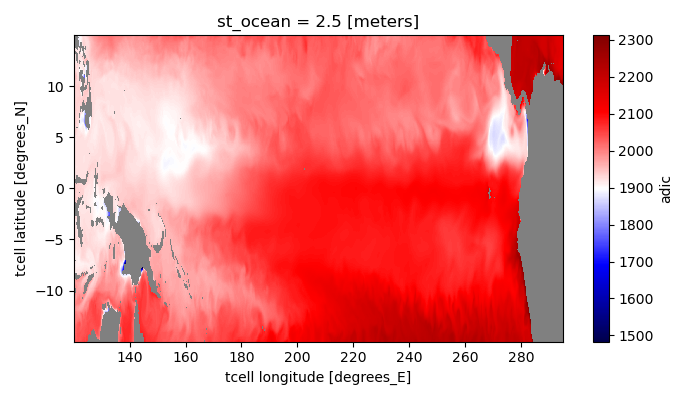 st_ocean = 2.5 [meters]
10
5
0
−5
−10
tcell latitude [degrees_N]
140 160 180 200 220 240 260 280
tcell longitude [degrees_E]
2300
2200
2100
2000
1900
1800
1700
1600
1500
adic